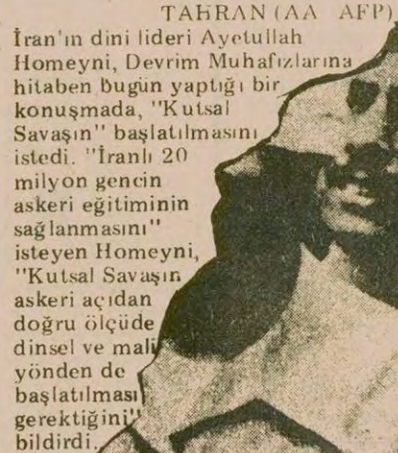 TAHRAN (AA AFP)
İran'ın dini lideri Ayetullah
Homeyni, Devrim Muhafızlarına
hitaben bugün yaptığı bir
konuşmada, "Kutsal
Savaşın" başlatılmasını
istedi. "İranlı 20
milyon gencin
askeri eğitiminin
sağlanmasını"
isteyen Homeyni,
"Kutsal Savaşın
askeri açıdan
doğru ölçüde
dinsel ve mali
yönden de
başlatılması
gerektiğini"
bildirdi.